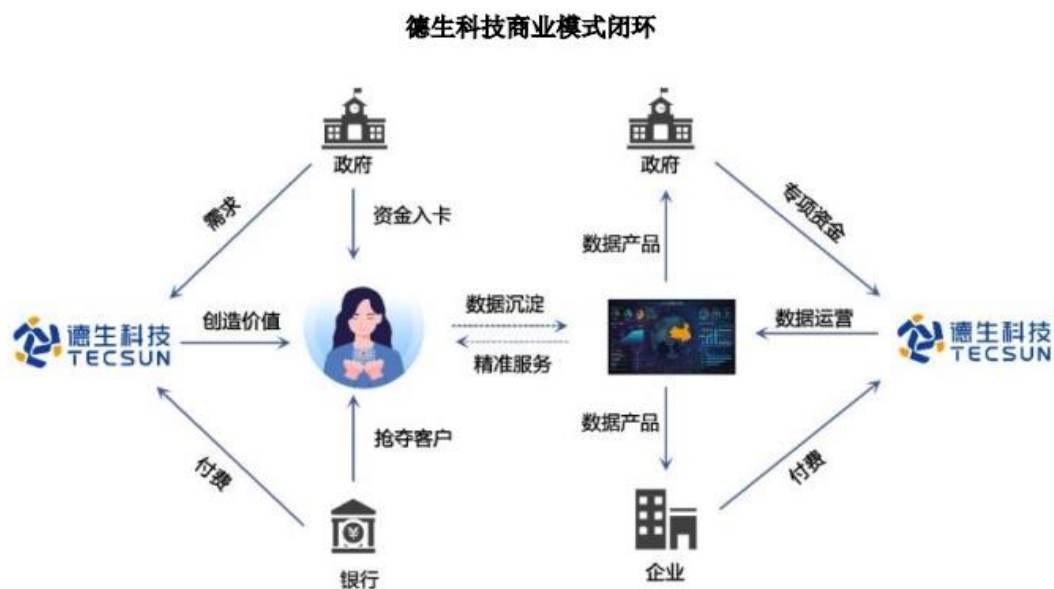 德生科技商业模式闭环
政府
政府
需求
资金入卡
数据产品
专项资金
德生科技
TECSUN
创造价值
数据沉淀
精准服务
数据运营
德生科技
TECSUN
付费
抢夺客户
数据产品
付费
银行
企业